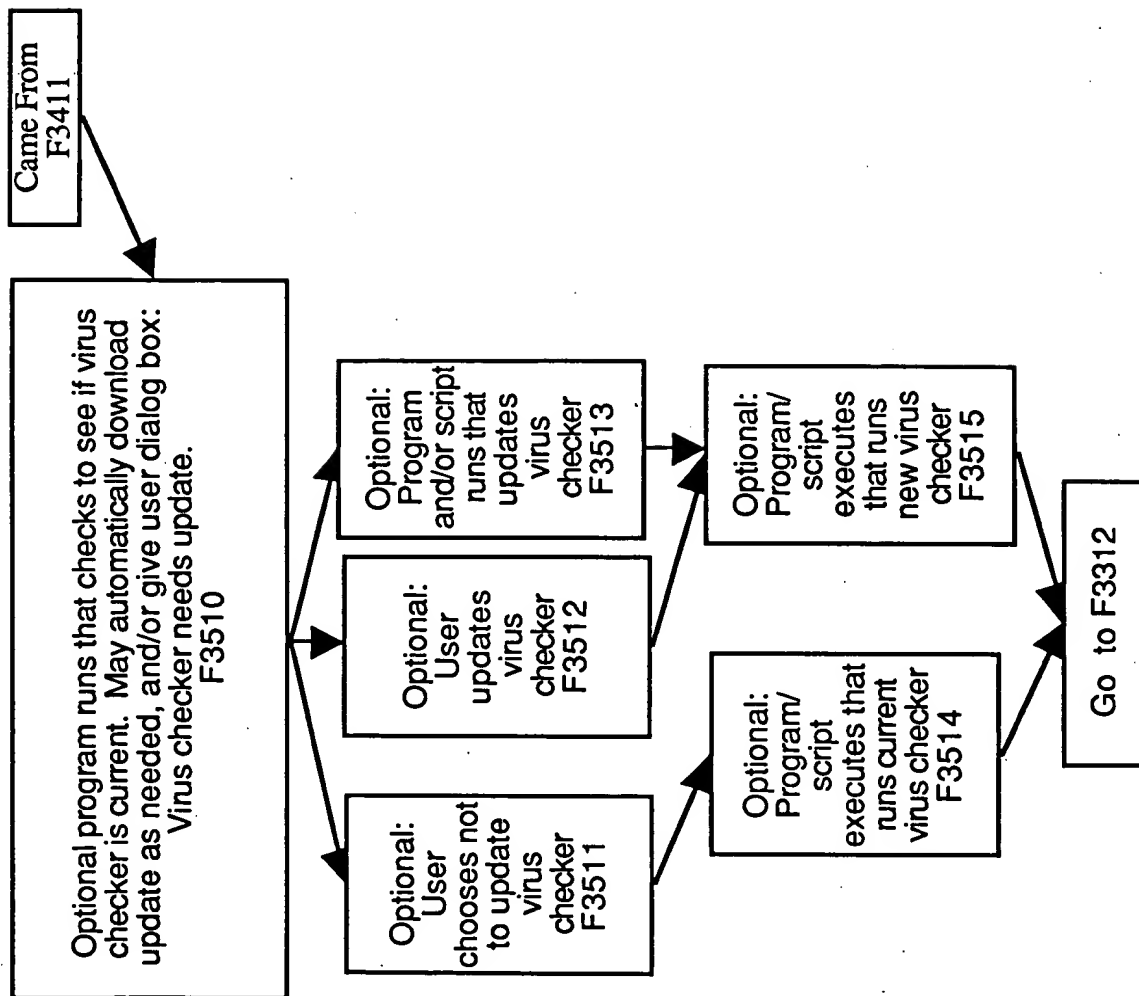 Came From
F3411
Optional program runs that checks to see if virus
checker is current. May automatically download
update as needed, and/or give user dialog box:
Virus checker needs update.
F3510
Optional:
User
chooses not
to update
virus
checker
F3511
Optional:
User
updates
virus
checker
F3512
Optional:
Program
and/or script
runs that
updates
virus
checker
F3513
Optional:
Program/
script
executes that
runs current
virus checker
F3514
Optional:
Program/
script
executes
that runs
new virus
checker
F3515
Go to F3312